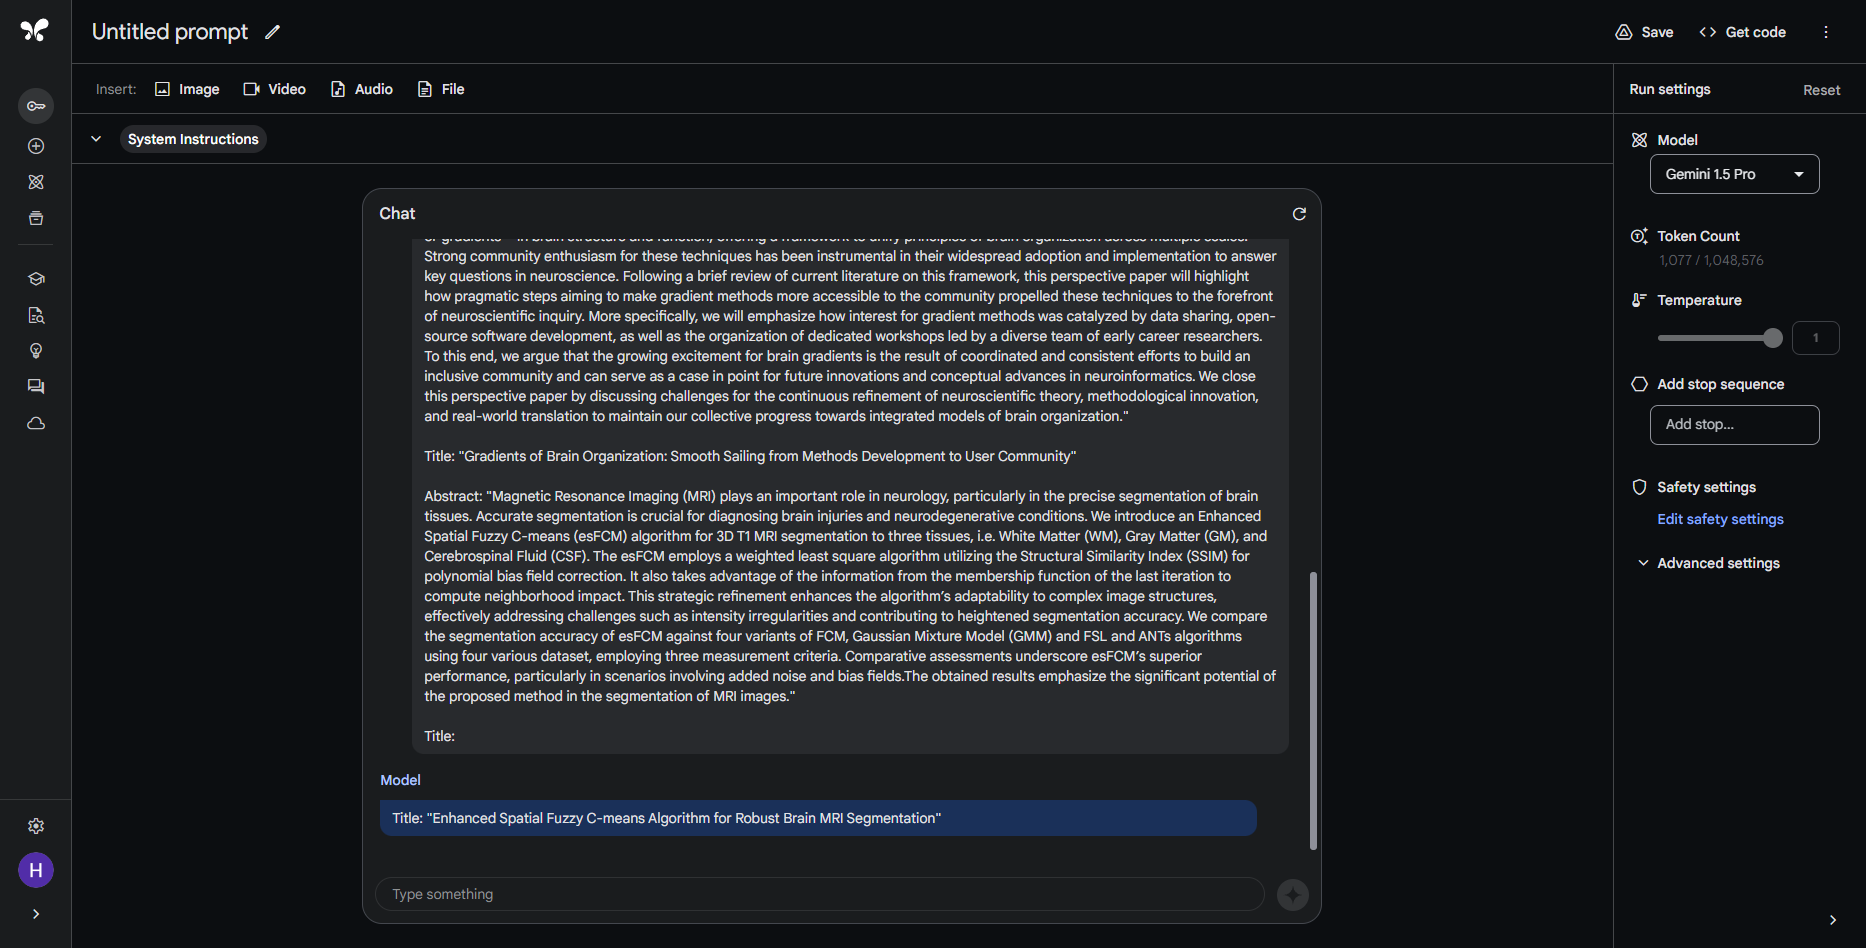 Untitled prompt
Save
Get code
Insert:
Image
Video
Audio
File
Run settings
Reset
System Instructions
Model
Gemini 1.5 Pro
Token Count
1,077 / 1,048,576
Temperature
1
Add stop sequence
Add stop...
Safety settings
Edit safety settings
Advanced settings
Chat
or gradients – in brain structure and function, offering a framework to unify principles of brain organization across multiple scales.
Strong community enthusiasm for these techniques has been instrumental in their widespread adoption and implementation to answer
key questions in neuroscience. Following a brief review of current literature on this framework, this perspective paper will highlight
how pragmatic steps aiming to make gradient methods more accessible to the community propelled these techniques to the forefront
of neuroscientific inquiry. More specifically, we will emphasize how interest for gradient methods was catalyzed by data sharing, open-
source software development, as well as the organization of dedicated workshops led by a diverse team of early career researchers.
To this end, we argue that the growing excitement for brain gradients is the result of coordinated and consistent efforts to build an
inclusive community and can serve as a case in point for future innovations and conceptual advances in neuroinformatics. We close
this perspective paper by discussing challenges for the continuous refinement of neuroscientific theory, methodological innovation,
and real-world translation to maintain our collective progress towards integrated models of brain organization."
Title: "Gradients of Brain Organization: Smooth Sailing from Methods Development to User Community"
Abstract: "Magnetic Resonance Imaging (MRI) plays an important role in neurology, particularly in the precise segmentation of brain
tissues. Accurate segmentation is crucial for diagnosing brain injuries and neurodegenerative conditions. We introduce an Enhanced
Spatial Fuzzy C-means (esFCM) algorithm for 3D T1 MRI segmentation to three tissues, i.e. White Matter (WM), Gray Matter (GM), and
Cerebrospinal Fluid (CSF). The esFCM employs a weighted least square algorithm utilizing the Structural Similarity Index (SSIM) for
polynomial bias field correction. It also takes advantage of the information from the membership function of the last iteration to
compute neighborhood impact. This strategic refinement enhances the algorithm’s adaptability to complex image structures,
effectively addressing challenges such as intensity irregularities and contributing to heightened segmentation accuracy. We compare
the segmentation accuracy of esFCM against four variants of FCM, Gaussian Mixture Model (GMM) and FSL and ANTs algorithms
using four various dataset, employing three measurement criteria. Comparative assessments underscore esFCM’s superior
performance, particularly in scenarios involving added noise and bias fields.The obtained results emphasize the significant potential of
the proposed method in the segmentation of MRI images."
Title:
Model
Title: "Enhanced Spatial Fuzzy C-means Algorithm for Robust Brain MRI Segmentation"
Type something
H